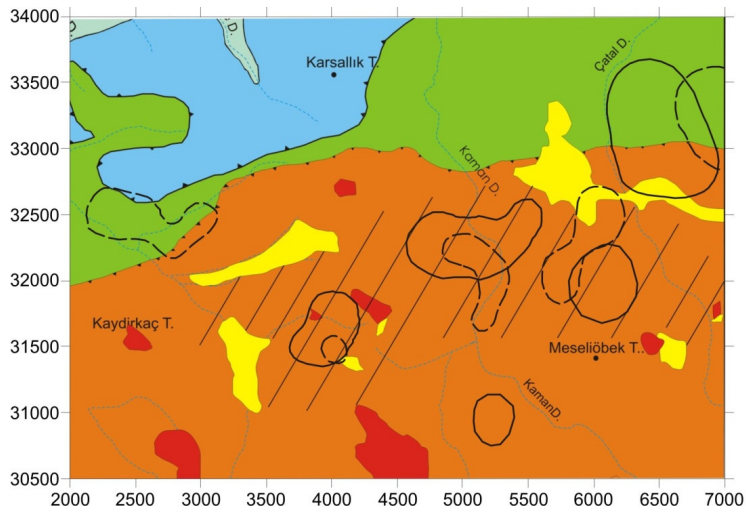 34000
33500
33000
32500
32000
31500
31000
30500
D.
Karsallık T.
Çatal D.
Kaman D.
Kaydirkaç T.
Meseliöbek T..
KamanD.
2000 2500 3000 3500 4000 4500 5000 5500 6000 6500 7000